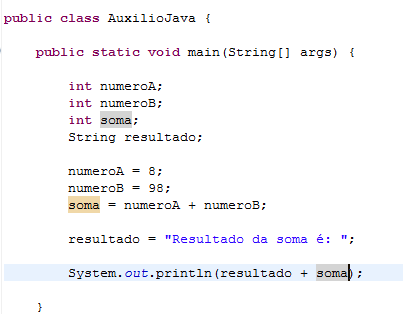 public class AuxilioJava {
public static void main(String[] args) {
int numeroA;
int numeroB;
int soma;
String resultado;
numeroA = 8;
numeroB = 98;
soma = numeroA + numeroB;
resultado = "Resultado da soma é: ";
System.out.println(resultado + soma);
}